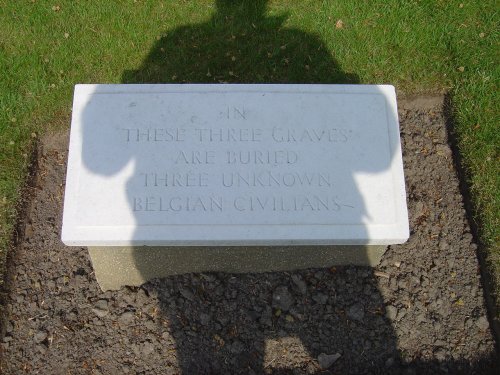 IN
THESE THREE GRAVES
ARE BURIED
THREE UNKNOWN
BELGIAN CIVILIANS